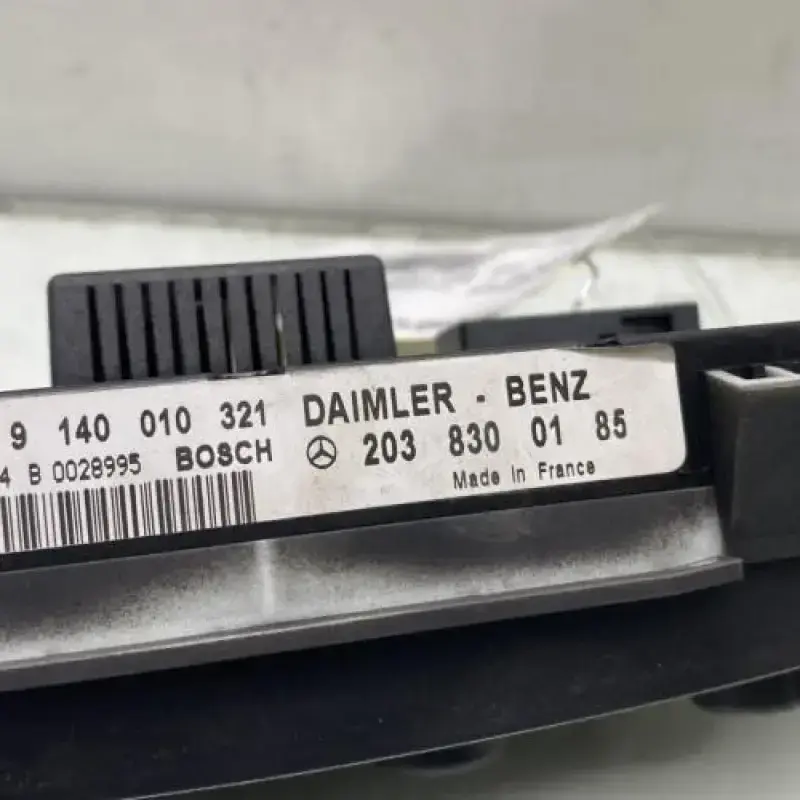 9 140 010 321 DAIMLER - BENZ
4 B 0028995 BOSCH 203 830 01 85
Made In France